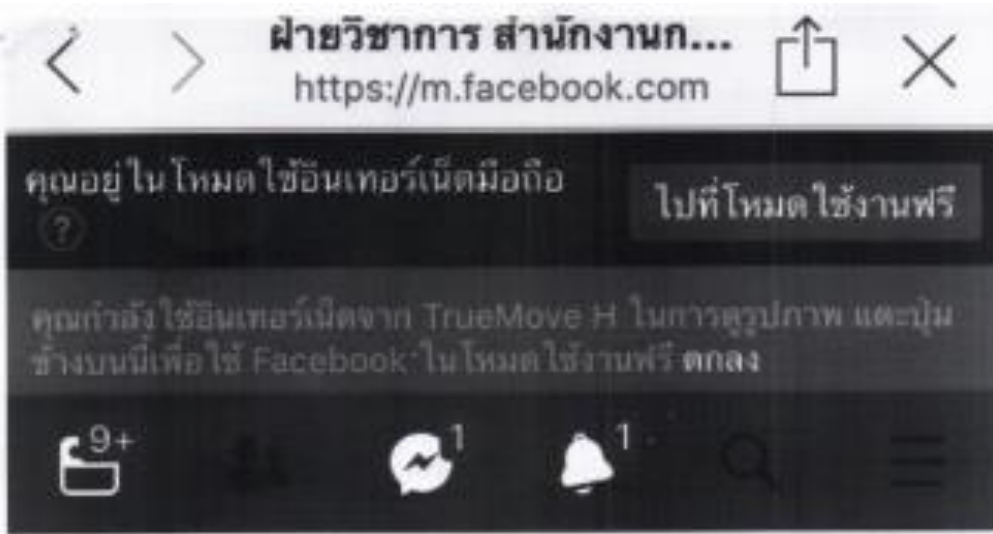 ฝ่ายวิชาการ สำนักงานก...
https://m.facebook.com
คุณอยู่ในโหมดใช้อินเทอร์เน็ตมือถือ
?
ไปที่โหมดใช้งานฟรี
คุณกำลังใช้อินเทอร์เน็ตจาก TrueMove H ในการดูรูปภาพ แตะปุ่ม
ข้างบนนี้เพื่อใช้ Facebook ในโหมดใช้งานฟรี ตกลง
9+ 1 1